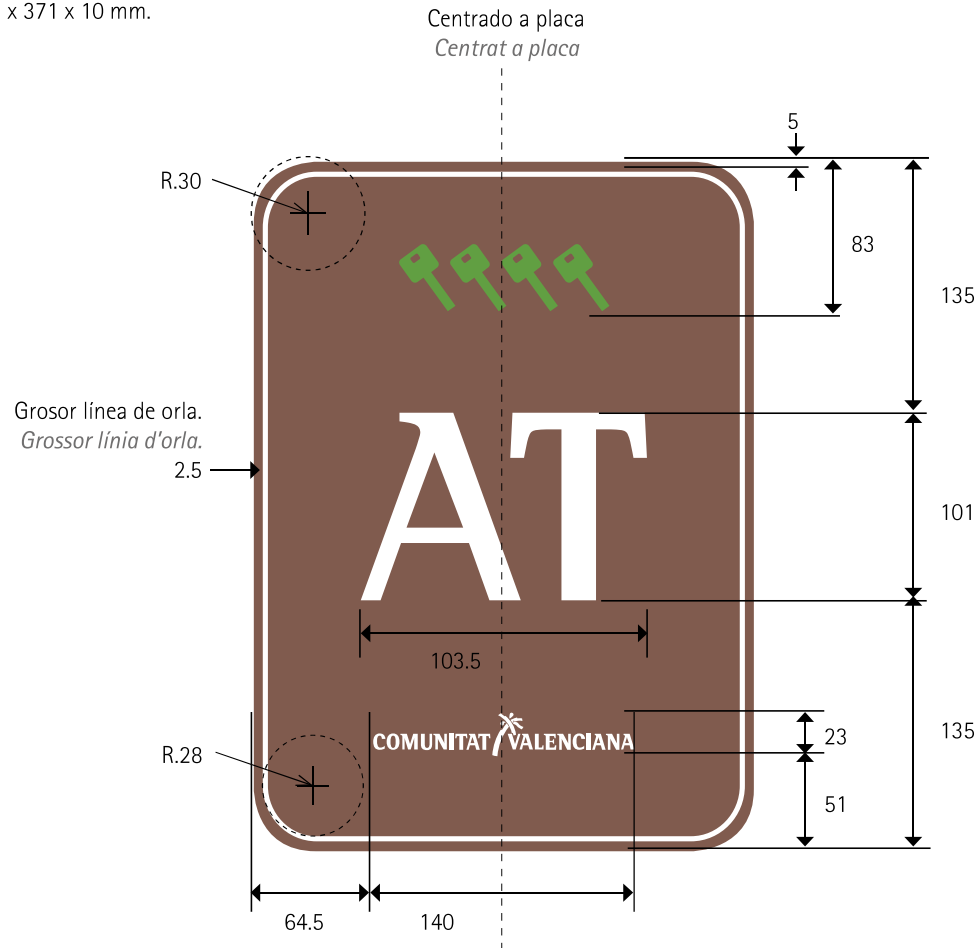 x 371 x 10 mm.
Centrado a placa
Centrat a placa
5
R.30
83
135
Grosor línea de orla.
Grossor línia d'orla.
2.5
AT
101
103.5
COMUNITAT VALENCIANA
23
135
R.28
51
64.5
140